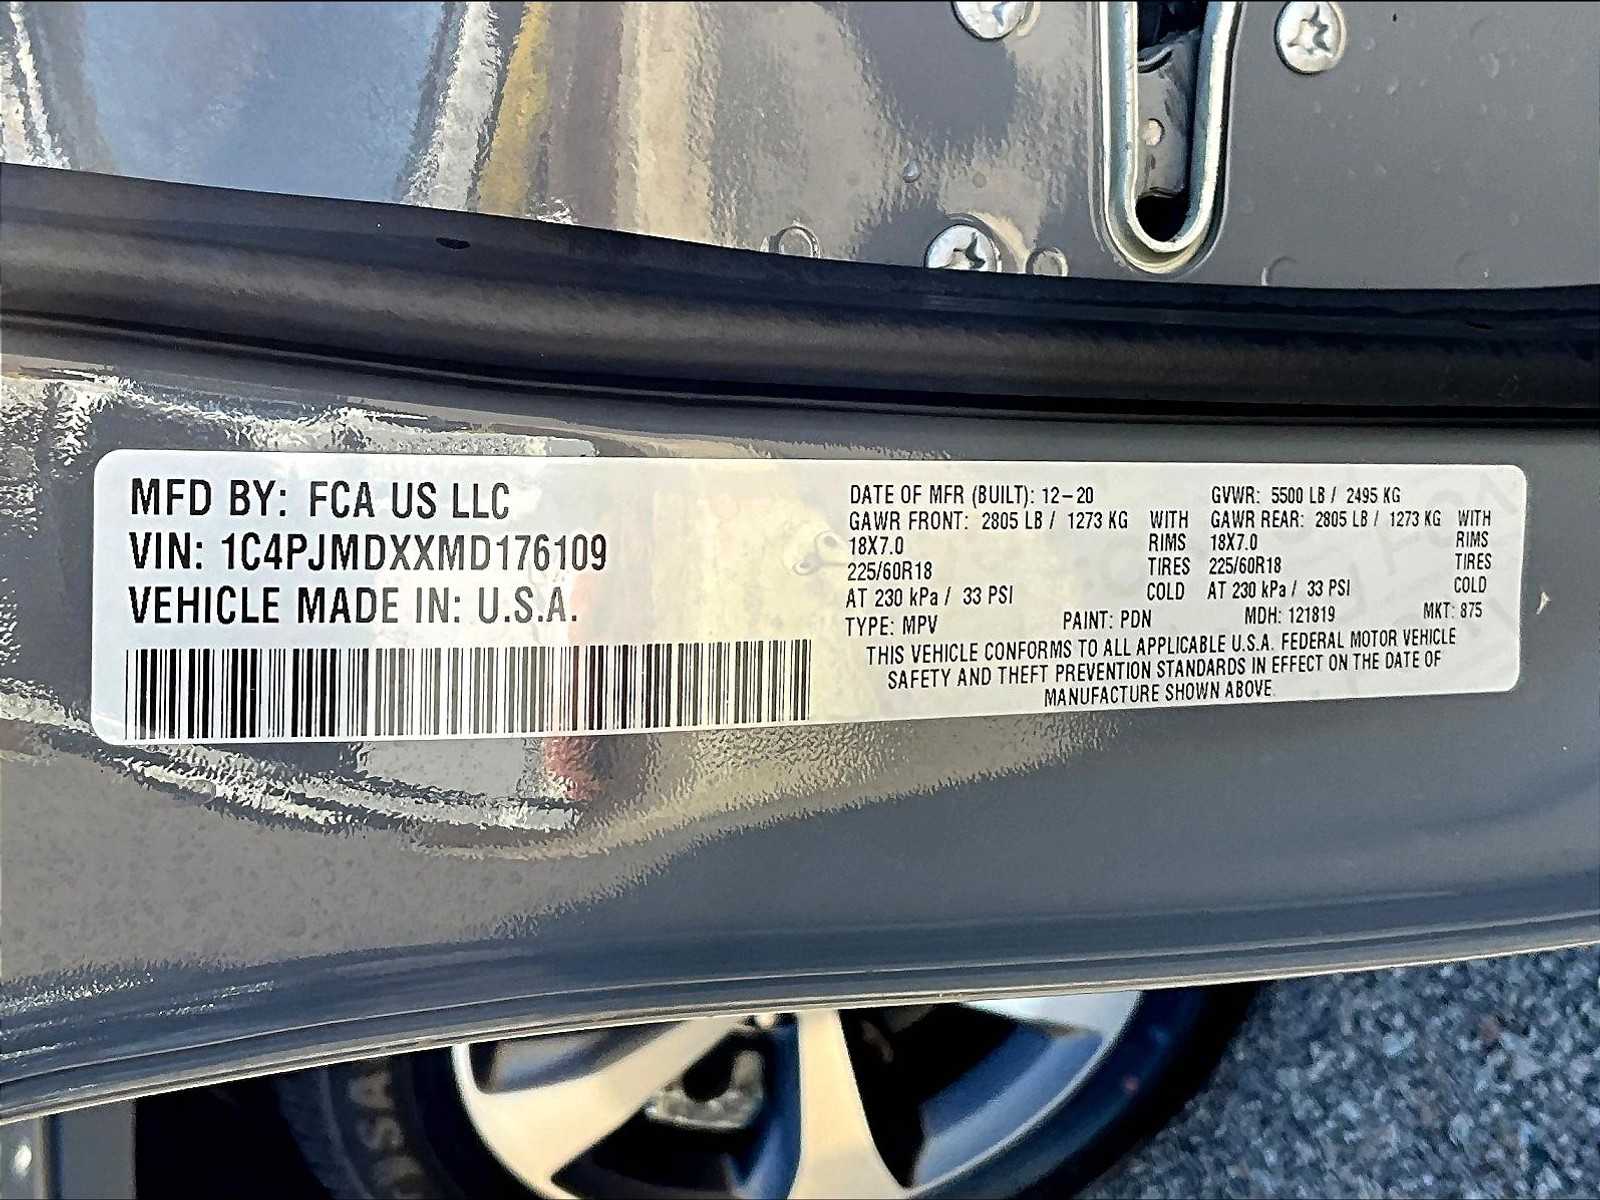 MFD BY: FCA US LLC
VIN: 1C4PJMDXXMD176109
VEHICLE MADE IN: U.S.A.
DATE OF MFR (BUILT): 12-20 GVWR: 5500 LB / 2495 KG
GAWR FRONT: 2805 LB / 1273 KG WITH GAWR REAR: 2805 LB / 1273 KG WITH
18X7.0 RIMS 18X7.0 RIMS
225/60R18 TIRES 225/60R18 TIRES
AT 230 kPa / 33 PSI COLD AT 230 kPa / 33 PSI COLD
TYPE: MPV PAINT: PDN MDH: 121819 MKT: 875
THIS VEHICLE CONFORMS TO ALL APPLICABLE U.S.A. FEDERAL MOTOR VEHICLE
SAFETY AND THEFT PREVENTION STANDARDS IN EFFECT ON THE DATE OF
MANUFACTURE SHOWN ABOVE.